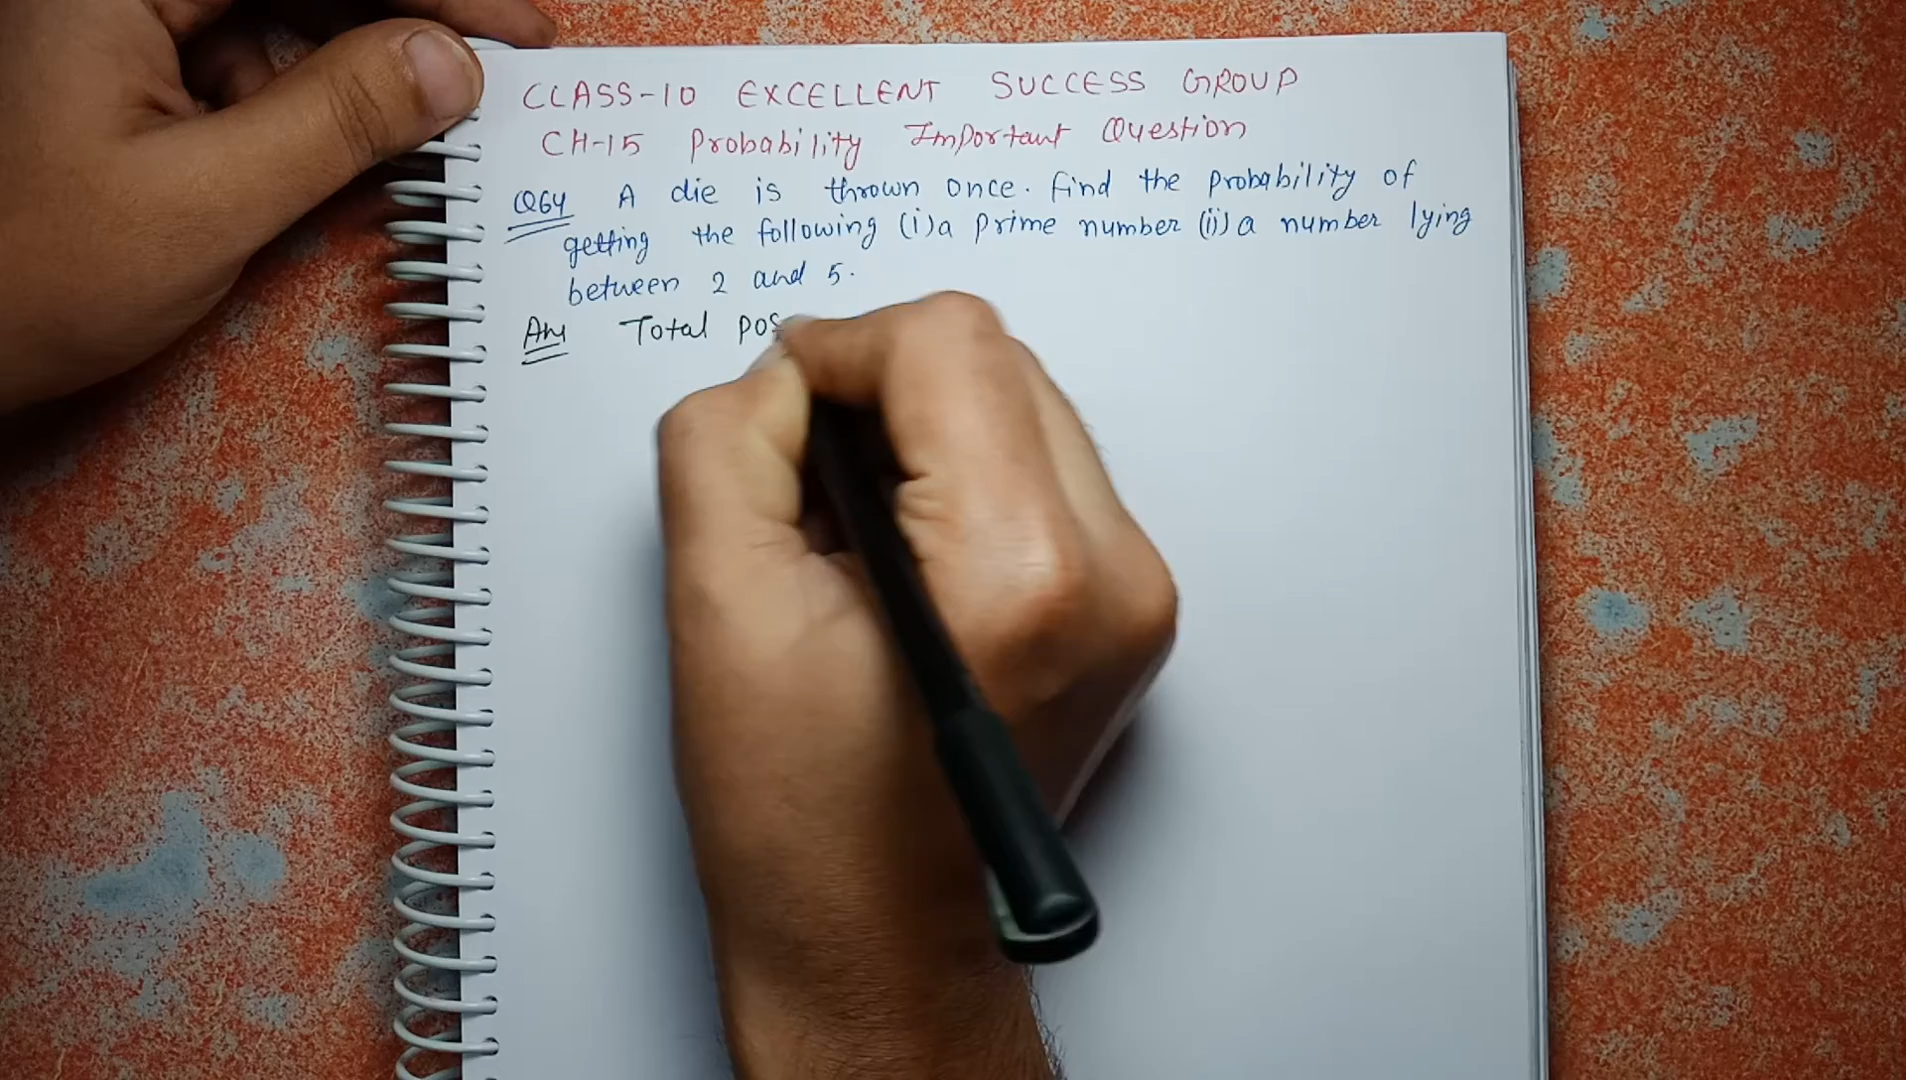 CLASS-10 EXCELLENT SUCCESS GROUP
CH-15 Probability Important Question
Q64 A die is thrown once. find the probability of
getting the following (i) a prime number (ii) a number lying
between 2 and 5.
Ans Total pos